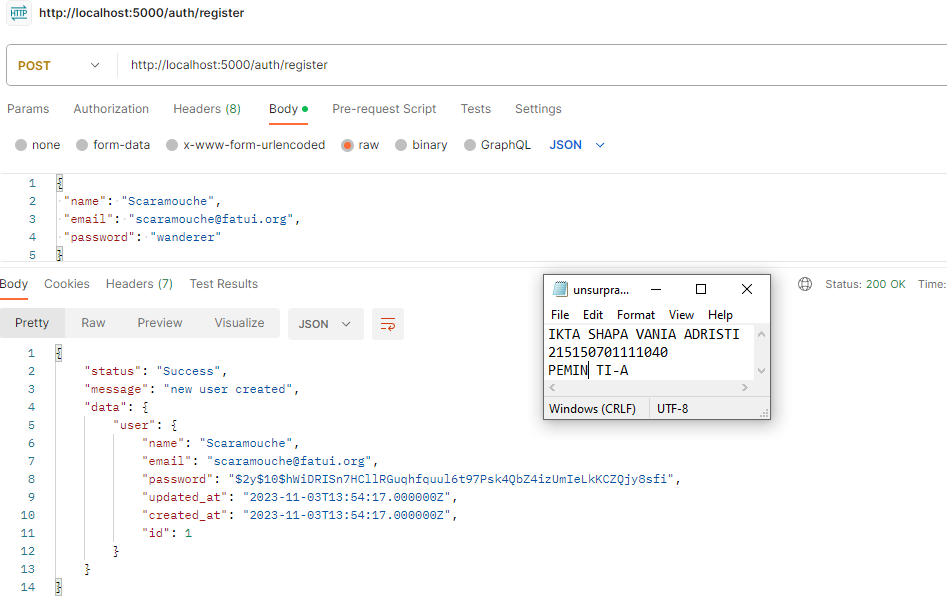 HTTP http://localhost:5000/auth/register
POST http://localhost:5000/auth/register
Params Authorization Headers (8) Body Pre-request Script Tests Settings
none form-data x-www-form-urlencoded raw binary GraphQL JSON
1 {
2 "name": "Scaramouche",
3 "email": "scaramouche@fatui.org",
4 "password": "wanderer"
5 }
Body Cookies Headers (7) Test Results Status: 200 OK Time:
Pretty Raw Preview Visualize JSON
1 {
2 "status": "Success",
3 "message": "new user created",
4 "data": {
5 "user": {
6 "name": "Scaramouche",
7 "email": "scaramouche@fatui.org",
8 "password": "$2y$10$hWiDRISn7HCllRGuqhfquul6t97Psk4QbZ4izUmIeLkKCZQjy8sfi",
9 "updated_at": "2023-11-03T13:54:17.000000Z",
10 "created_at": "2023-11-03T13:54:17.000000Z",
11 "id": 1
12 }
13 }
14 }
unsurpra...
File Edit Format View Help
IKTA SHAPA VANIA ADRISTI
215150701111040
PEMIN TI-A
Windows (CRLF) UTF-8